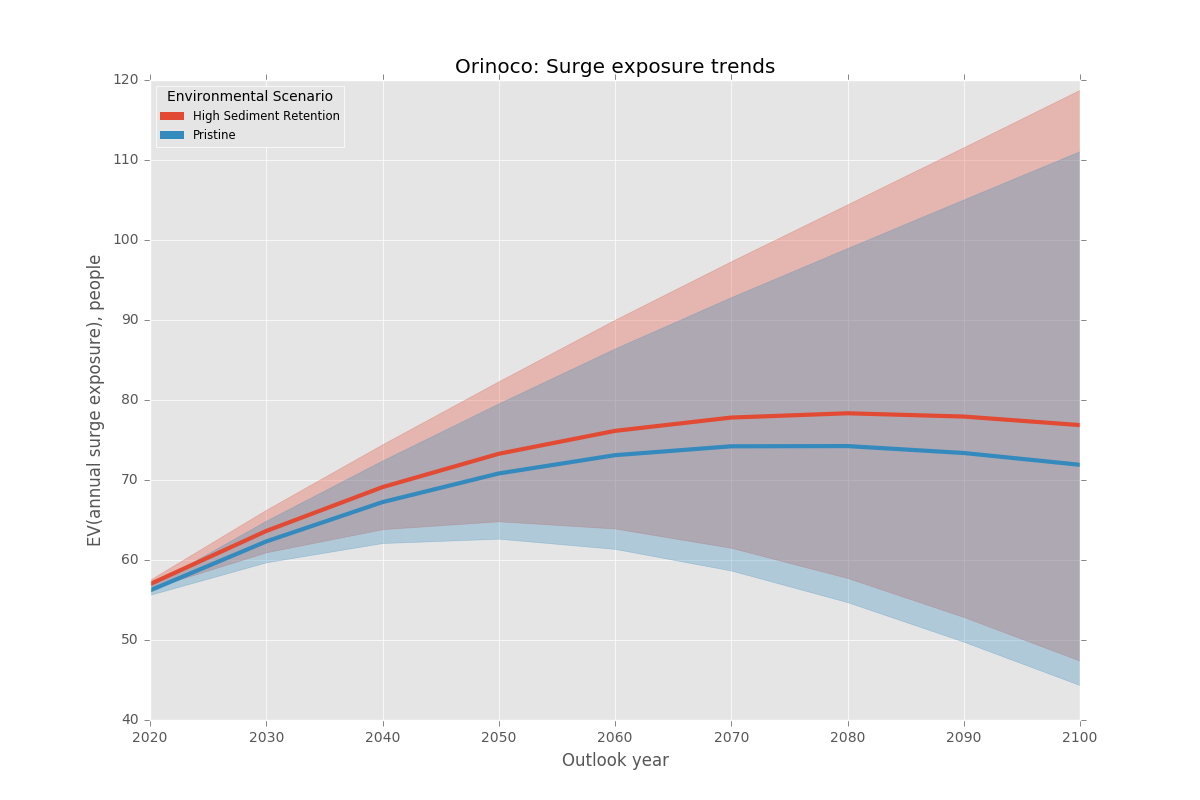 Orinoco: Surge exposure trends
Environmental Scenario
High Sediment Retention
Pristine
EV(annual surge exposure), people
120
110
100
90
80
70
60
50
40
2020 2030 2040 2050 2060 2070 2080 2090 2100
Outlook year